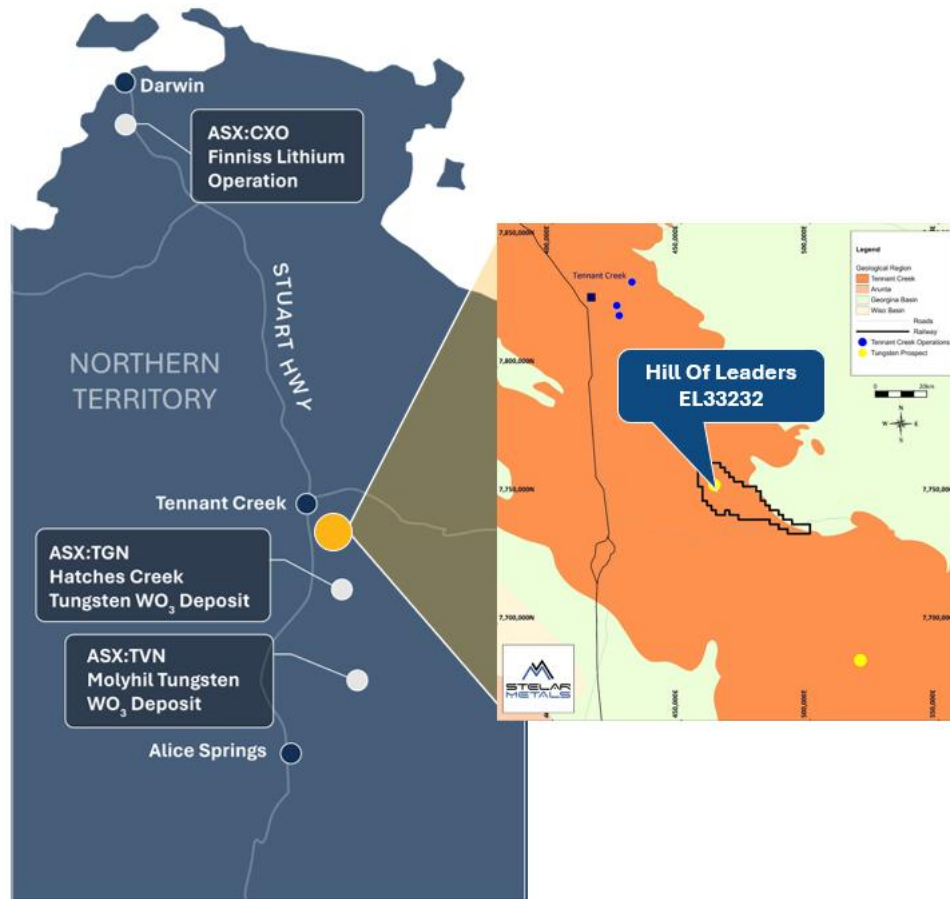 Darwin
ASX:CXO
Finniss Lithium
Operation
STUART HWY
NORTHERN
TERRITORY
Tennant Creek
ASX:TGN
Hatches Creek
Tungsten WO₃ Deposit
ASX:TVN
Molyhil Tungsten
WO₃ Deposit
Alice Springs
7,850,000N
400,000E
450,000E
500,000E
550,000E
Tennant Creek
7,800,000N
Hill Of Leaders
EL33232
7,750,000N
7,700,000N
7,700,000N
450,000E
500,000E
550,000E
Legend
Geological Region
Tennant Creek
Arunta
Georgina Basin
Wiso Basin
Roads
Railway
Tennant Creek Operations
Tungsten Prospect
0
20km
N
W
E
S
STELAR
METALS